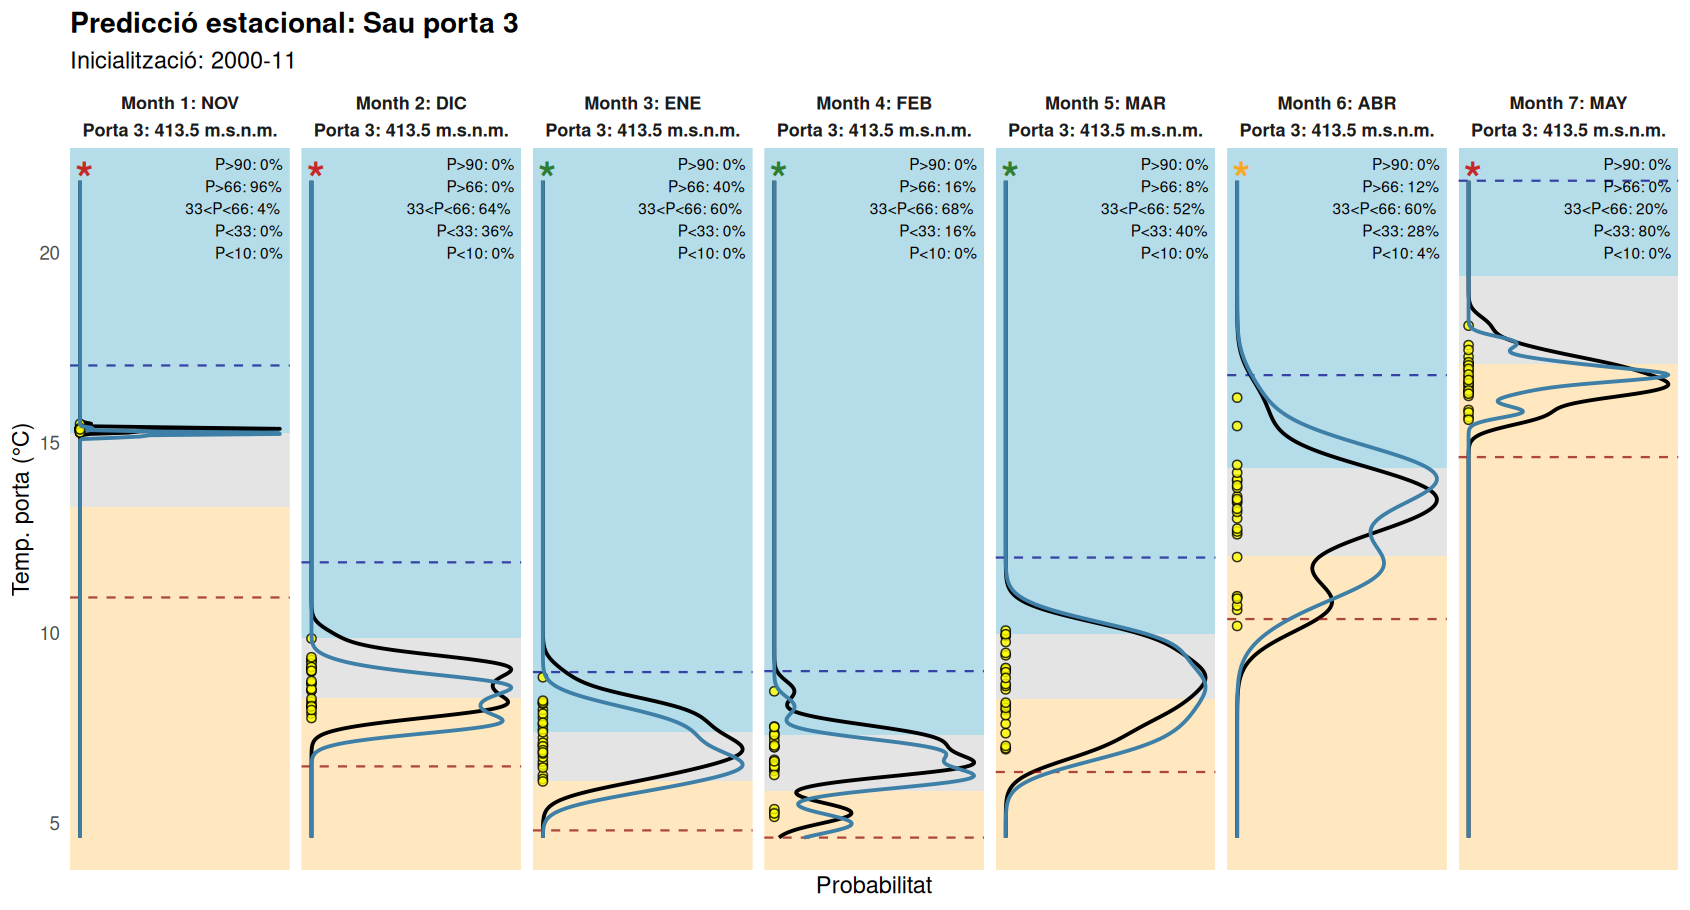 Predicció estacional: Sau porta 3
Inicialització: 2000-11
Month 1: NOV
Porta 3: 413.5 m.s.n.m.
Month 2: DIC
Porta 3: 413.5 m.s.n.m.
Month 3: ENE
Porta 3: 413.5 m.s.n.m.
Month 4: FEB
Porta 3: 413.5 m.s.n.m.
Month 5: MAR
Porta 3: 413.5 m.s.n.m.
Month 6: ABR
Porta 3: 413.5 m.s.n.m.
Month 7: MAY
Porta 3: 413.5 m.s.n.m.
*
P>90: 0%
P>66: 96%
33<P<66: 4%
P<33: 0%
P<10: 0%
*
P>90: 0%
P>66: 0%
33<P<66: 64%
P<33: 36%
P<10: 0%
*
P>90: 0%
P>66: 40%
33<P<66: 60%
P<33: 0%
P<10: 0%
*
P>90: 0%
P>66: 16%
33<P<66: 68%
P<33: 16%
P<10: 0%
*
P>90: 0%
P>66: 8%
33<P<66: 52%
P<33: 40%
P<10: 0%
*
P>90: 0%
P>66: 12%
33<P<66: 60%
P<33: 28%
P<10: 4%
*
P>90: 0%
P>66: 0%
33<P<66: 20%
P<33: 80%
P<10: 0%
Temp. porta (°C)
20
15
10
5
Probabilitat